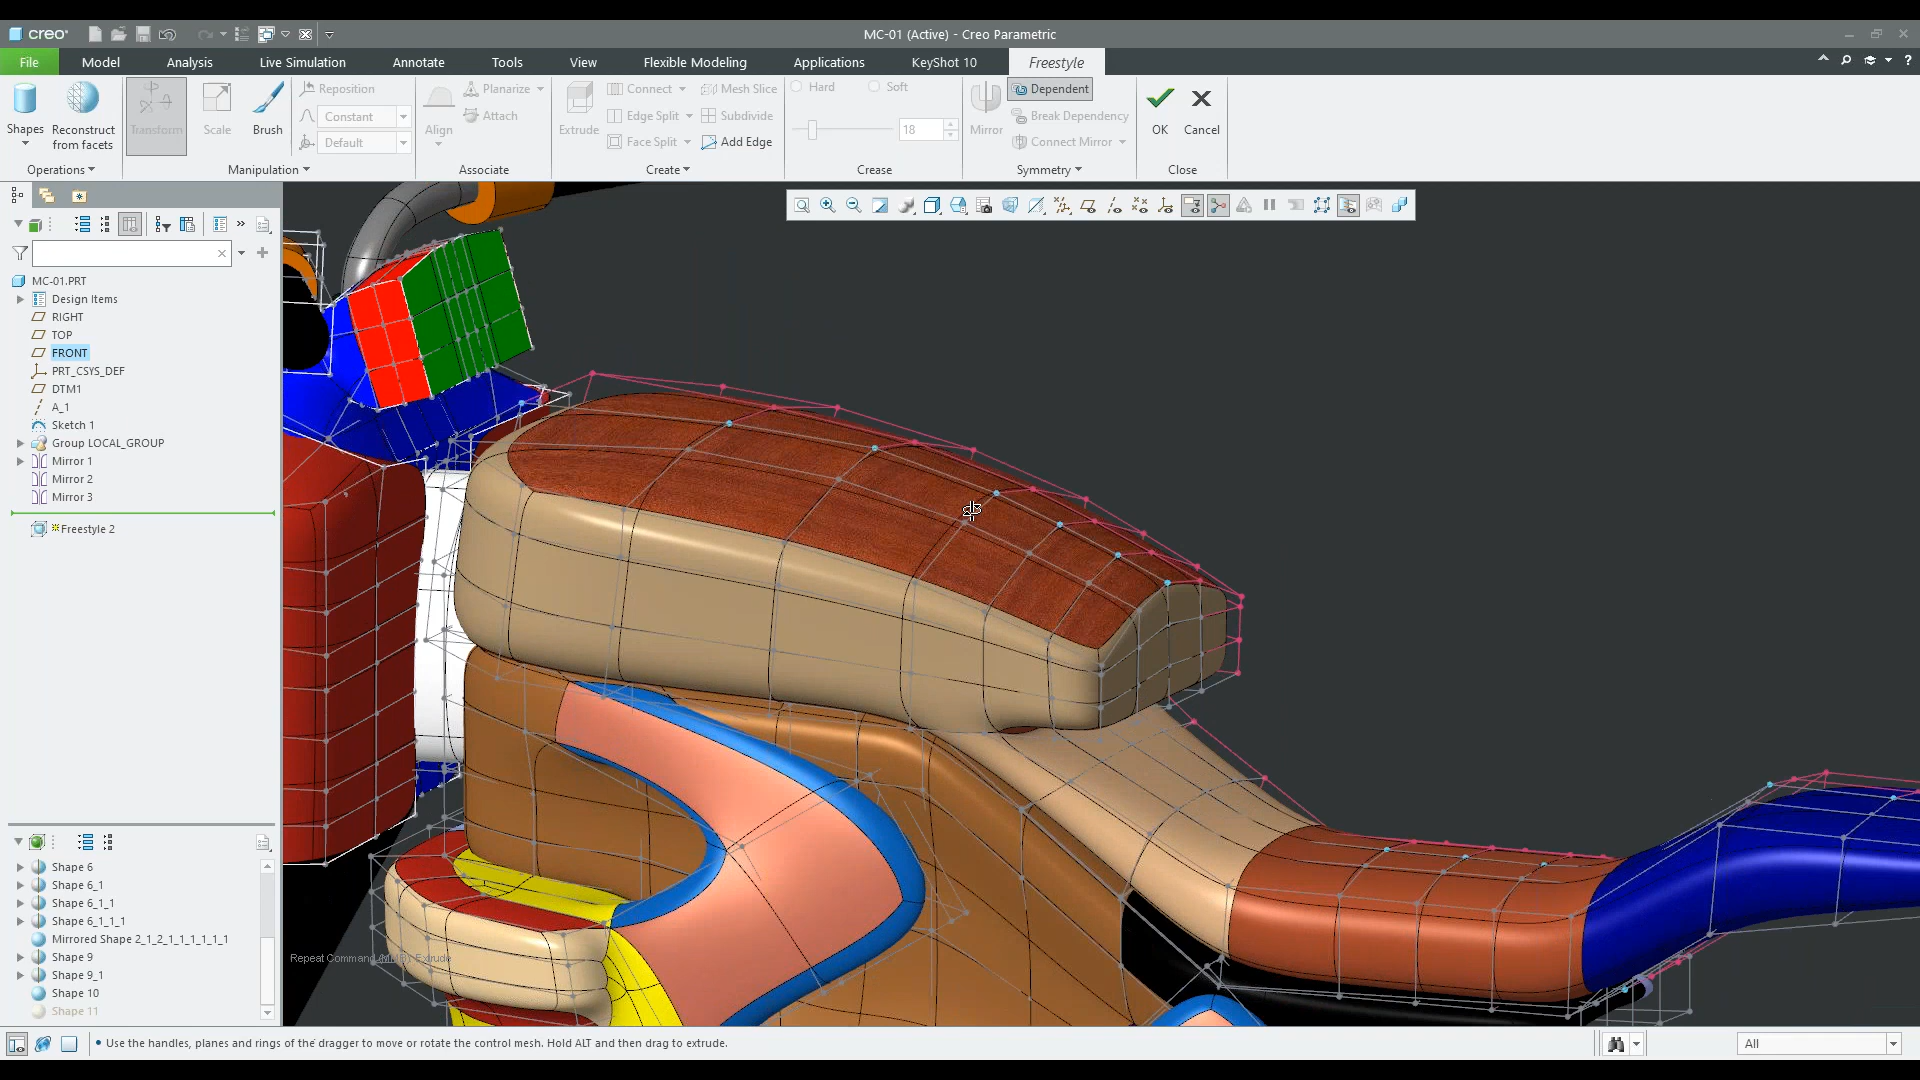 creo
MC-01 (Active) - Creo Parametric
File
Model
Analysis
Live Simulation
Annotate
Tools
View
Flexible Modeling
Applications
KeyShot 10
Freestyle
Shapes
Reconstruct
from facets
Transform
Scale
Brush
Reposition
Constant
Default
Align
Planarize
Attach
Extrude
Connect
Edge Split
Face Split
Mesh Slice
Subdivide
Add Edge
Hard
Soft
18
Mirror
Dependent
Break Dependency
Connect Mirror
OK
Cancel
Operations
Manipulation
Associate
Create
Crease
Symmetry
Close
MC-01.PRT
Design Items
RIGHT
TOP
FRONT
PRT_CSYS_DEF
DTM1
A_1
Sketch 1
Group LOCAL_GROUP
Mirror 1
Mirror 2
Mirror 3
Freestyle 2
Shape 6
Shape 6_1
Shape 6_1_1
Shape 6_1_1_1
Mirrored Shape 2_1_2_1_1_1_1_1_1
Shape 9
Shape 9_1
Shape 10
Shape 11
Repeat Command (MMB): Extrude
• Use the handles, planes and rings of the dragger to move or rotate the control mesh. Hold ALT and then drag to extrude.
All